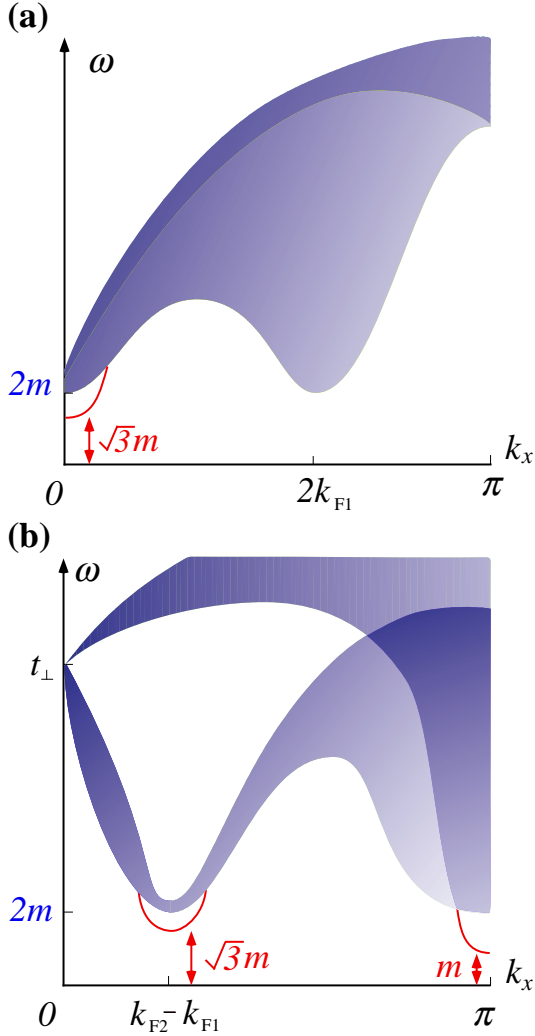 (a)
ω
2m
√3m
0
2k_F1
π
k_x
(b)
ω
t_⊥
2m
√3m
m
k_x
0
k_F2 – k_F1
π